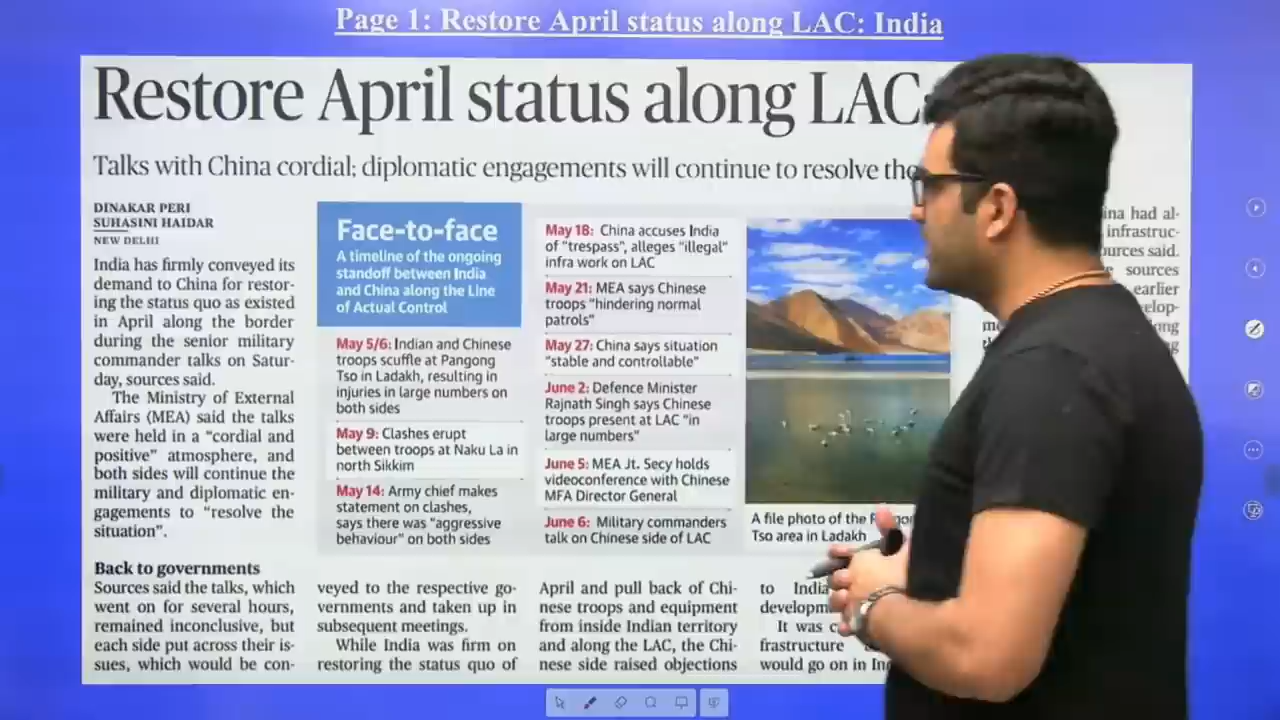 Page 1: Restore April status along LAC: India
Restore April status along LAC
Talks with China cordial; diplomatic engagements will continue to resolve the
DINAKAR PERI
SUHASINI HAIDAR
NEW DELHI
India has firmly conveyed its
demand to China for restor-
ing the status quo as existed
in April along the border
during the senior military
commander talks on Satur-
day, sources said.
The Ministry of External
Affairs (MEA) said the talks
were held in a “cordial and
positive” atmosphere, and
both sides will continue the
military and diplomatic en-
gagements to “resolve the
situation”.
Back to governments
Sources said the talks, which
went on for several hours,
remained inconclusive, but
each side put across their is-
sues, which would be con-
Face-to-face
A timeline of the ongoing
standoff between India
and China along the Line
of Actual Control
May 5/6: Indian and Chinese
troops scuffle at Pangong
Tso in Ladakh, resulting in
injuries in large numbers on
both sides
May 9: Clashes erupt
between troops at Naku La in
north Sikkim
May 14: Army chief makes
statement on clashes,
says there was “aggressive
behaviour” on both sides
May 18: China accuses India
of “trespass”, alleges “illegal”
infra work on LAC
May 21: MEA says Chinese
troops “hindering normal
patrols”
May 27: China says situation
“stable and controllable”
June 2: Defence Minister
Rajnath Singh says Chinese
troops present at LAC “in
large numbers”
June 5: MEA Jt. Secy holds
videoconference with Chinese
MFA Director General
June 6: Military commanders
talk on Chinese side of LAC
A file photo of the
Tso area in Ladakh
veyed to the respective go-
vernments and taken up in
subsequent meetings.
While India was firm on
restoring the status quo of
April and pull back of Chi-
nese troops and equipment
from inside Indian territory
and along the LAC, the Chi-
nese side raised objections
to India
developm
It was
frastructure
would go on in
ina had al-
infrastruc-
urces said.
sources
earlier
elop-